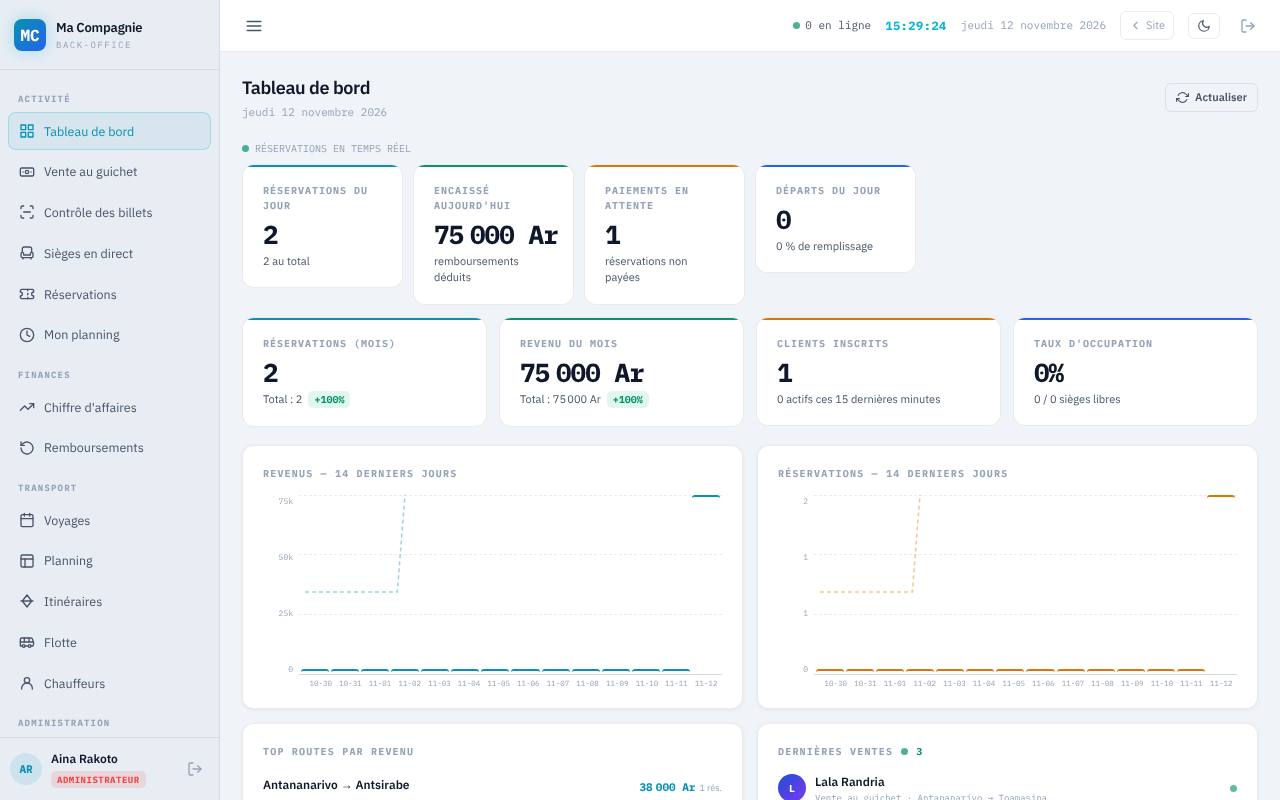 MC
Ma Compagnie
BACK-OFFICE
ACTIVITÉ
Tableau de bord
Vente au guichet
Contrôle des billets
Sièges en direct
Réservations
Mon planning
FINANCES
Chiffre d'affaires
Remboursements
TRANSPORT
Voyages
Planning
Itinéraires
Flotte
Chauffeurs
ADMINISTRATION
AR
Aina Rakoto
ADMINISTRATEUR
0 en ligne 15:29:24 jeudi 12 novembre 2026 Site
Tableau de bord
jeudi 12 novembre 2026
Actualiser
RÉSERVATIONS EN TEMPS RÉEL
RÉSERVATIONS DU
JOUR
2
2 au total
ENCAISSÉ
AUJOURD'HUI
75 000 Ar
remboursements
déduits
PAIEMENTS EN
ATTENTE
1
réservations non
payées
DÉPARTS DU JOUR
0
0 % de remplissage
RÉSERVATIONS (MOIS)
2
Total : 2 +100%
REVENU DU MOIS
75 000 Ar
Total : 75 000 Ar +100%
CLIENTS INSCRITS
1
0 actifs ces 15 dernières minutes
TAUX D'OCCUPATION
0%
0 / 0 sièges libres
REVENUS — 14 DERNIERS JOURS
75k
50k
25k
0
10-30 10-31 11-01 11-02 11-03 11-04 11-05 11-06 11-07 11-08 11-09 11-10 11-11 11-12
RÉSERVATIONS — 14 DERNIERS JOURS
2
1
1
0
10-30 10-31 11-01 11-02 11-03 11-04 11-05 11-06 11-07 11-08 11-09 11-10 11-11 11-12
TOP ROUTES PAR REVENU
Antananarivo → Antsirabe 38 000 Ar 1 rés.
DERNIÈRES VENTES 3
L
Lala Randria
Vente au guichet · Antananarivo → Toamasina